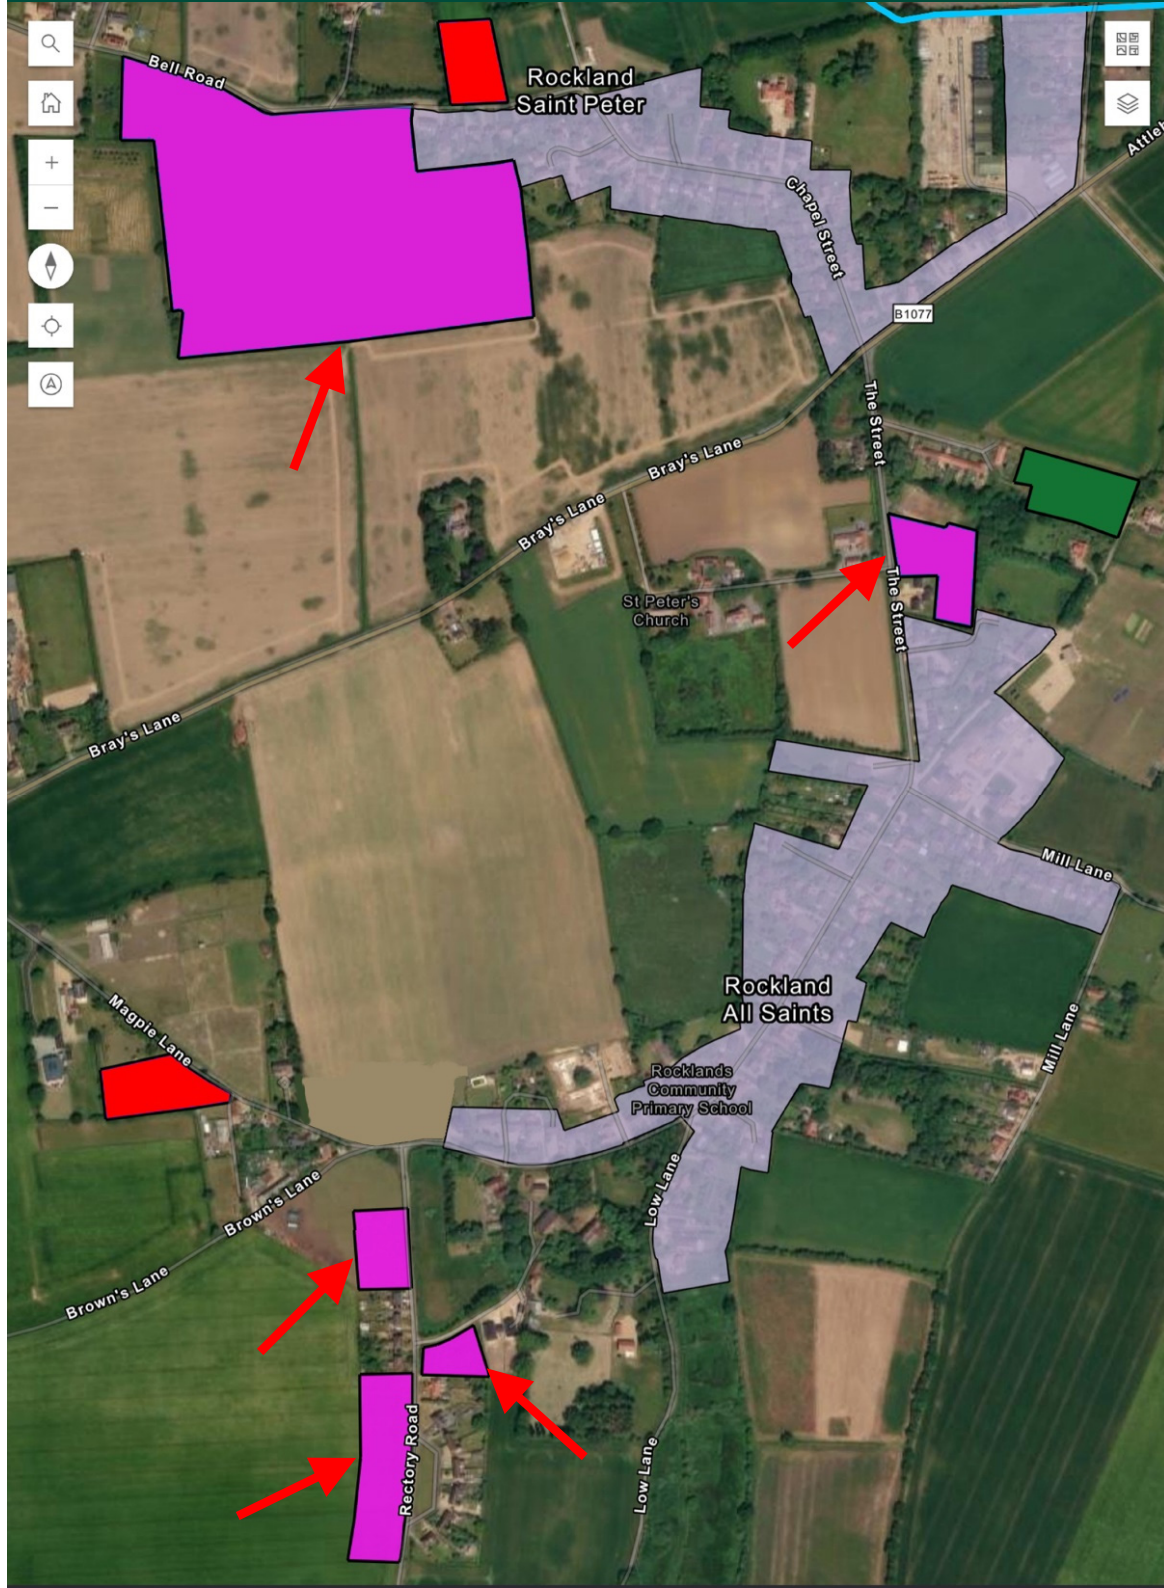 Bell Road
Rockland
Saint Peter
Attleb
Chapel Street
B1077
The Street
Bray's Lane
Bray's Lane
The Street
St Peter's
Church
Bray's Lane
Mill Lane
Rockland
All Saints
Magpie Lane
Mill Lane
Rocklands
Community
Primary School
Brown's Lane
Low Lane
Brown's Lane
Rectory Road
Low Lane